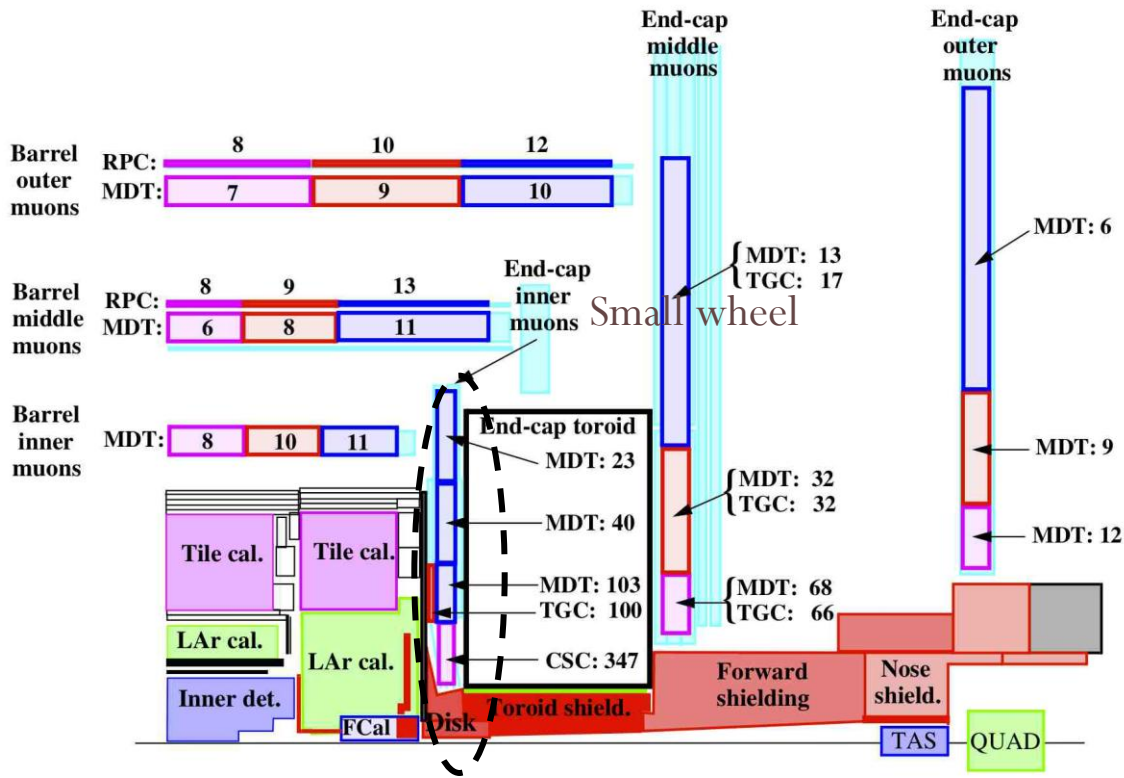 End-cap
middle
muons
End-cap
outer
muons
Barrel
outer
muons
RPC:
8
10
12
MDT:
7
9
10
MDT: 6
{MDT: 13
TGC: 17
End-cap
inner
muons
Small wheel
Barrel
middle
muons
RPC:
8
9
13
MDT:
6
8
11
Barrel
inner
muons
MDT:
8
10
11
End-cap toroid
MDT: 23
MDT: 40
MDT: 103
TGC: 100
CSC: 347
{MDT: 32
TGC: 32
{MDT: 68
TGC: 66
MDT: 9
MDT: 12
Tile cal.
Tile cal.
LAr cal.
LAr cal.
Inner det.
FCal
Disk
Toroid shield.
Forward
shielding
Nose
shield.
TAS
QUAD